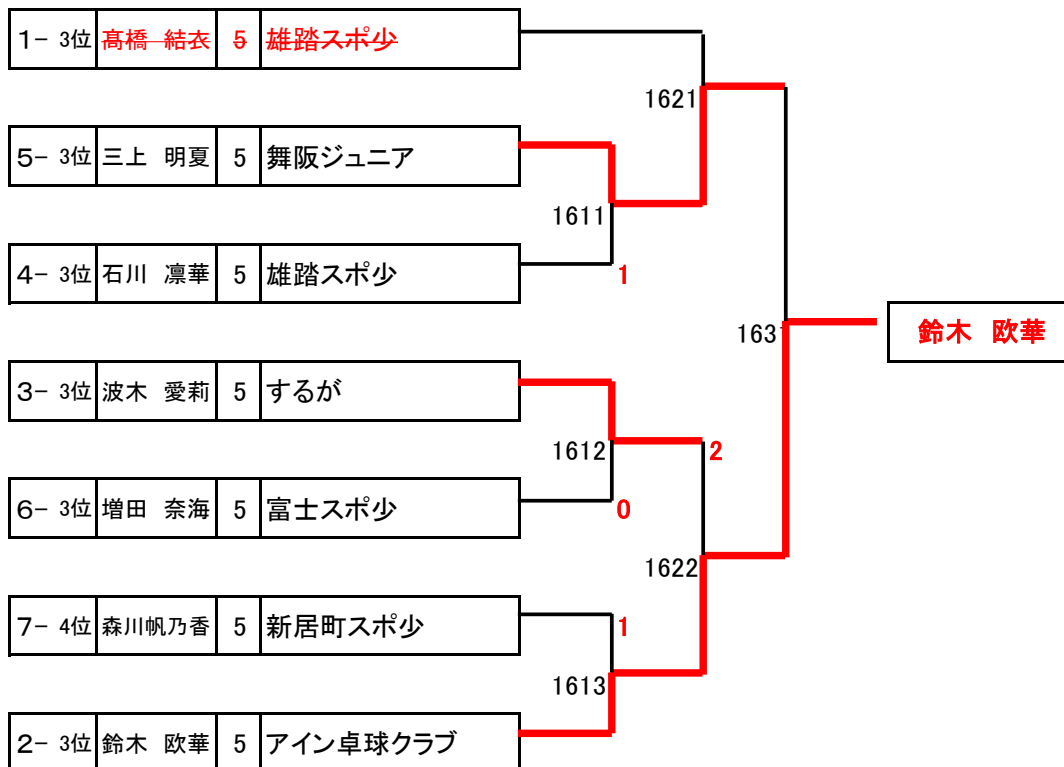 1- 3位 髙橋 結衣 5 雄踏スポ少
1621
5- 3位 三上 明夏 5 舞阪ジュニア
1611
4- 3位 石川 凛華 5 雄踏スポ少
1
1631
鈴木 欧華
3- 3位 波木 愛莉 5 するが
1612
2
6- 3位 増田 奈海 5 富士スポ少
0
1622
7- 4位 森川帆乃香 5 新居町スポ少
1
1613
2- 3位 鈴木 欧華 5 アイン卓球クラブ